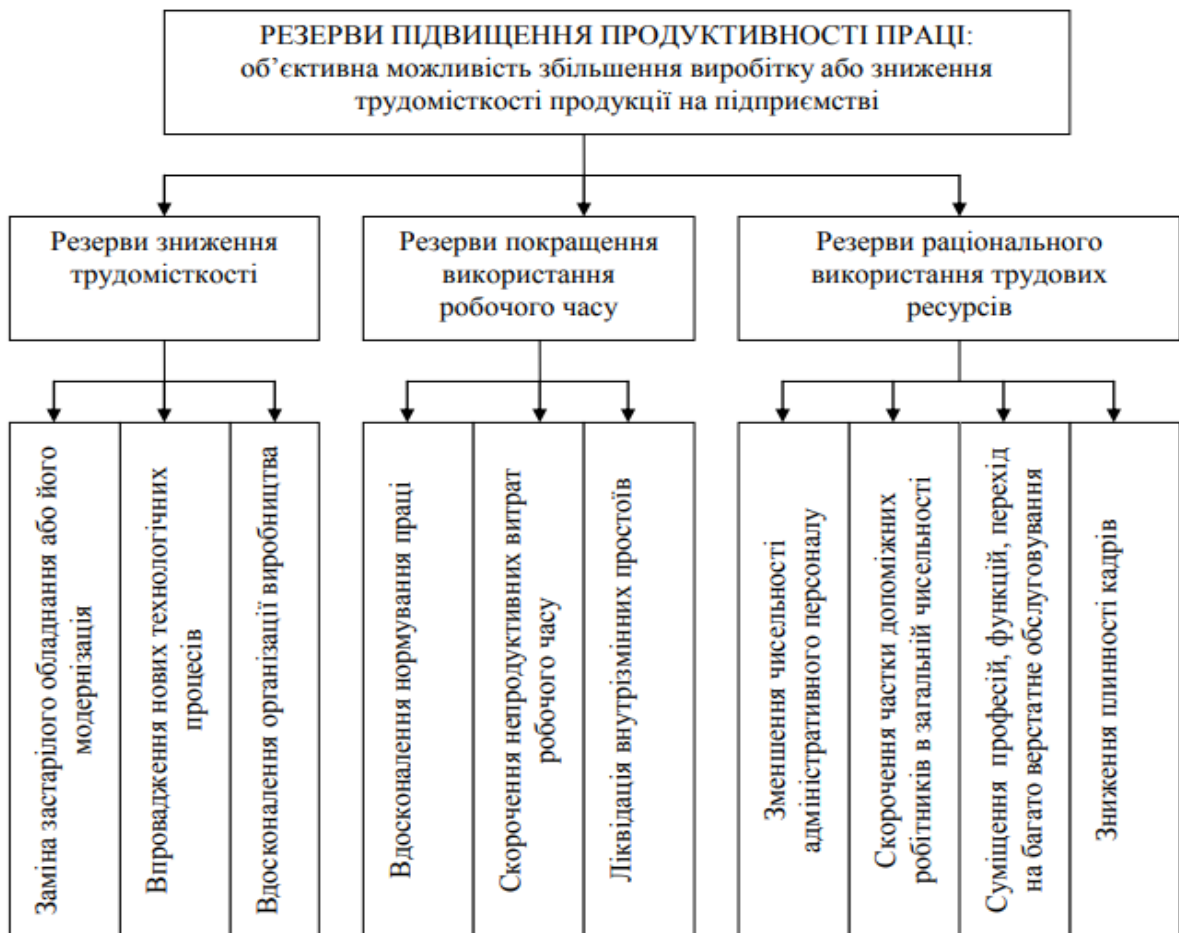 РЕЗЕРВИ ПІДВИЩЕННЯ ПРОДУКТИВНОСТІ ПРАЦІ:
об’єктивна можливість збільшення виробітку або зниження
трудомісткості продукції на підприємстві
Резерви зниження
трудомісткості
Резерви покращення
використання
робочого часу
Резерви раціонального
використання трудових
ресурсів
Заміна застарілого обладнання або його
модернізація
Впровадження нових технологічних
процесів
Вдосконалення організації виробництва
Вдосконалення нормування праці
Скорочення непродуктивних витрат
робочого часу
Ліквідація внутрізмінних простоїв
Зменшення чисельності
адміністративного персоналу
Скорочення частки допоміжних
робітників в загальній чисельності
Суміщення професій, функцій, перехід
на багато верстатне обслуговування
Зниження плинності кадрів